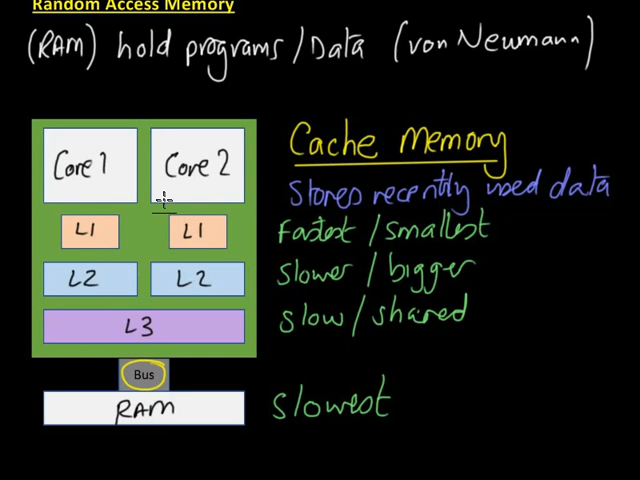 Random Access Memory
(RAM) hold programs/Data (von Neumann)
Cache Memory
Core 1 Core 2
Stores recently used data
L1 L1 Fastest/smallest
L2 L2 Slower/bigger
L3 Slow/shared
Bus
RAM Slowest